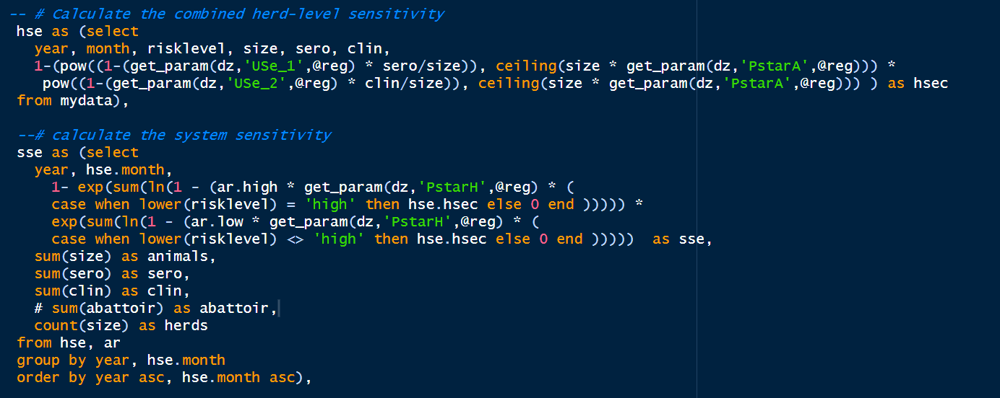 -- # Calculate the combined herd-level sensitivity
hse as (select
year, month, risklevel, size, sero, clin,
1-(pow((1-(get_param(dz,'USe_1',@reg) * sero/size)), ceiling(size * get_param(dz,'PstarA',@reg))) *
pow((1-(get_param(dz,'USe_2',@reg) * clin/size)), ceiling(size * get_param(dz,'PstarA',@reg))) ) as hsec
from mydata),
--# calculate the system sensitivity
sse as (select
year, hse.month,
1- exp(sum(ln(1 - (ar.high * get_param(dz,'PstarH',@reg) * (
case when lower(risklevel) = 'high' then hse.hsec else 0 end ))))) *
exp(sum(ln(1 - (ar.low * get_param(dz,'PstarH',@reg) * (
case when lower(risklevel) <> 'high' then hse.hsec else 0 end )))))  as sse,
sum(size) as animals,
sum(sero) as sero,
sum(clin) as clin,
# sum(abattoir) as abattoir,
count(size) as herds
from hse, ar
group by year, hse.month
order by year asc, hse.month asc),